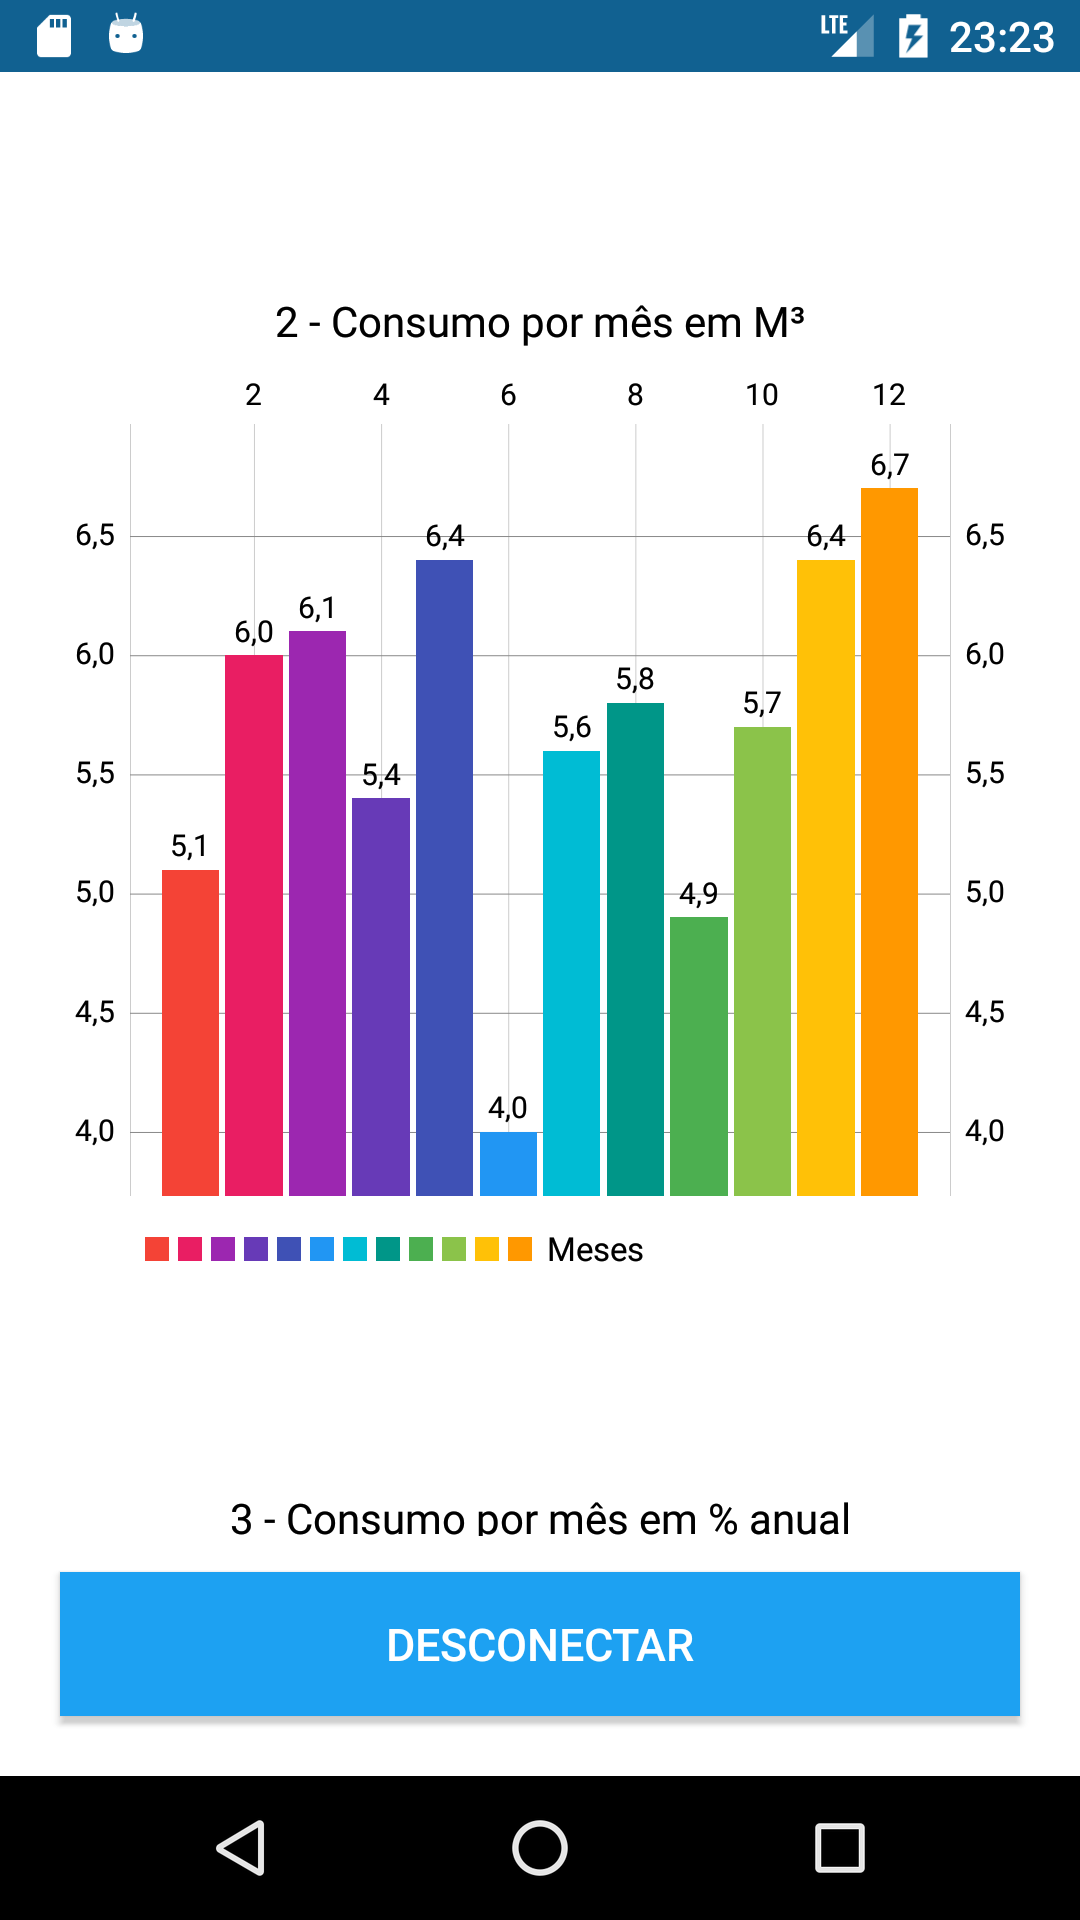 LTE 23:23
2 - Consumo por mês em M³
2 4 6 8 10 12
6,7
6,5 6,4 6,4 6,5
6,1
6,0
6,0 6,0
5,8
5,7
5,6
5,5 5,4 5,5
5,1
5,0 4,9 5,0
4,5 4,5
4,0
4,0 4,0
Meses
3 - Consumo por mês em % anual
DESCONECTAR